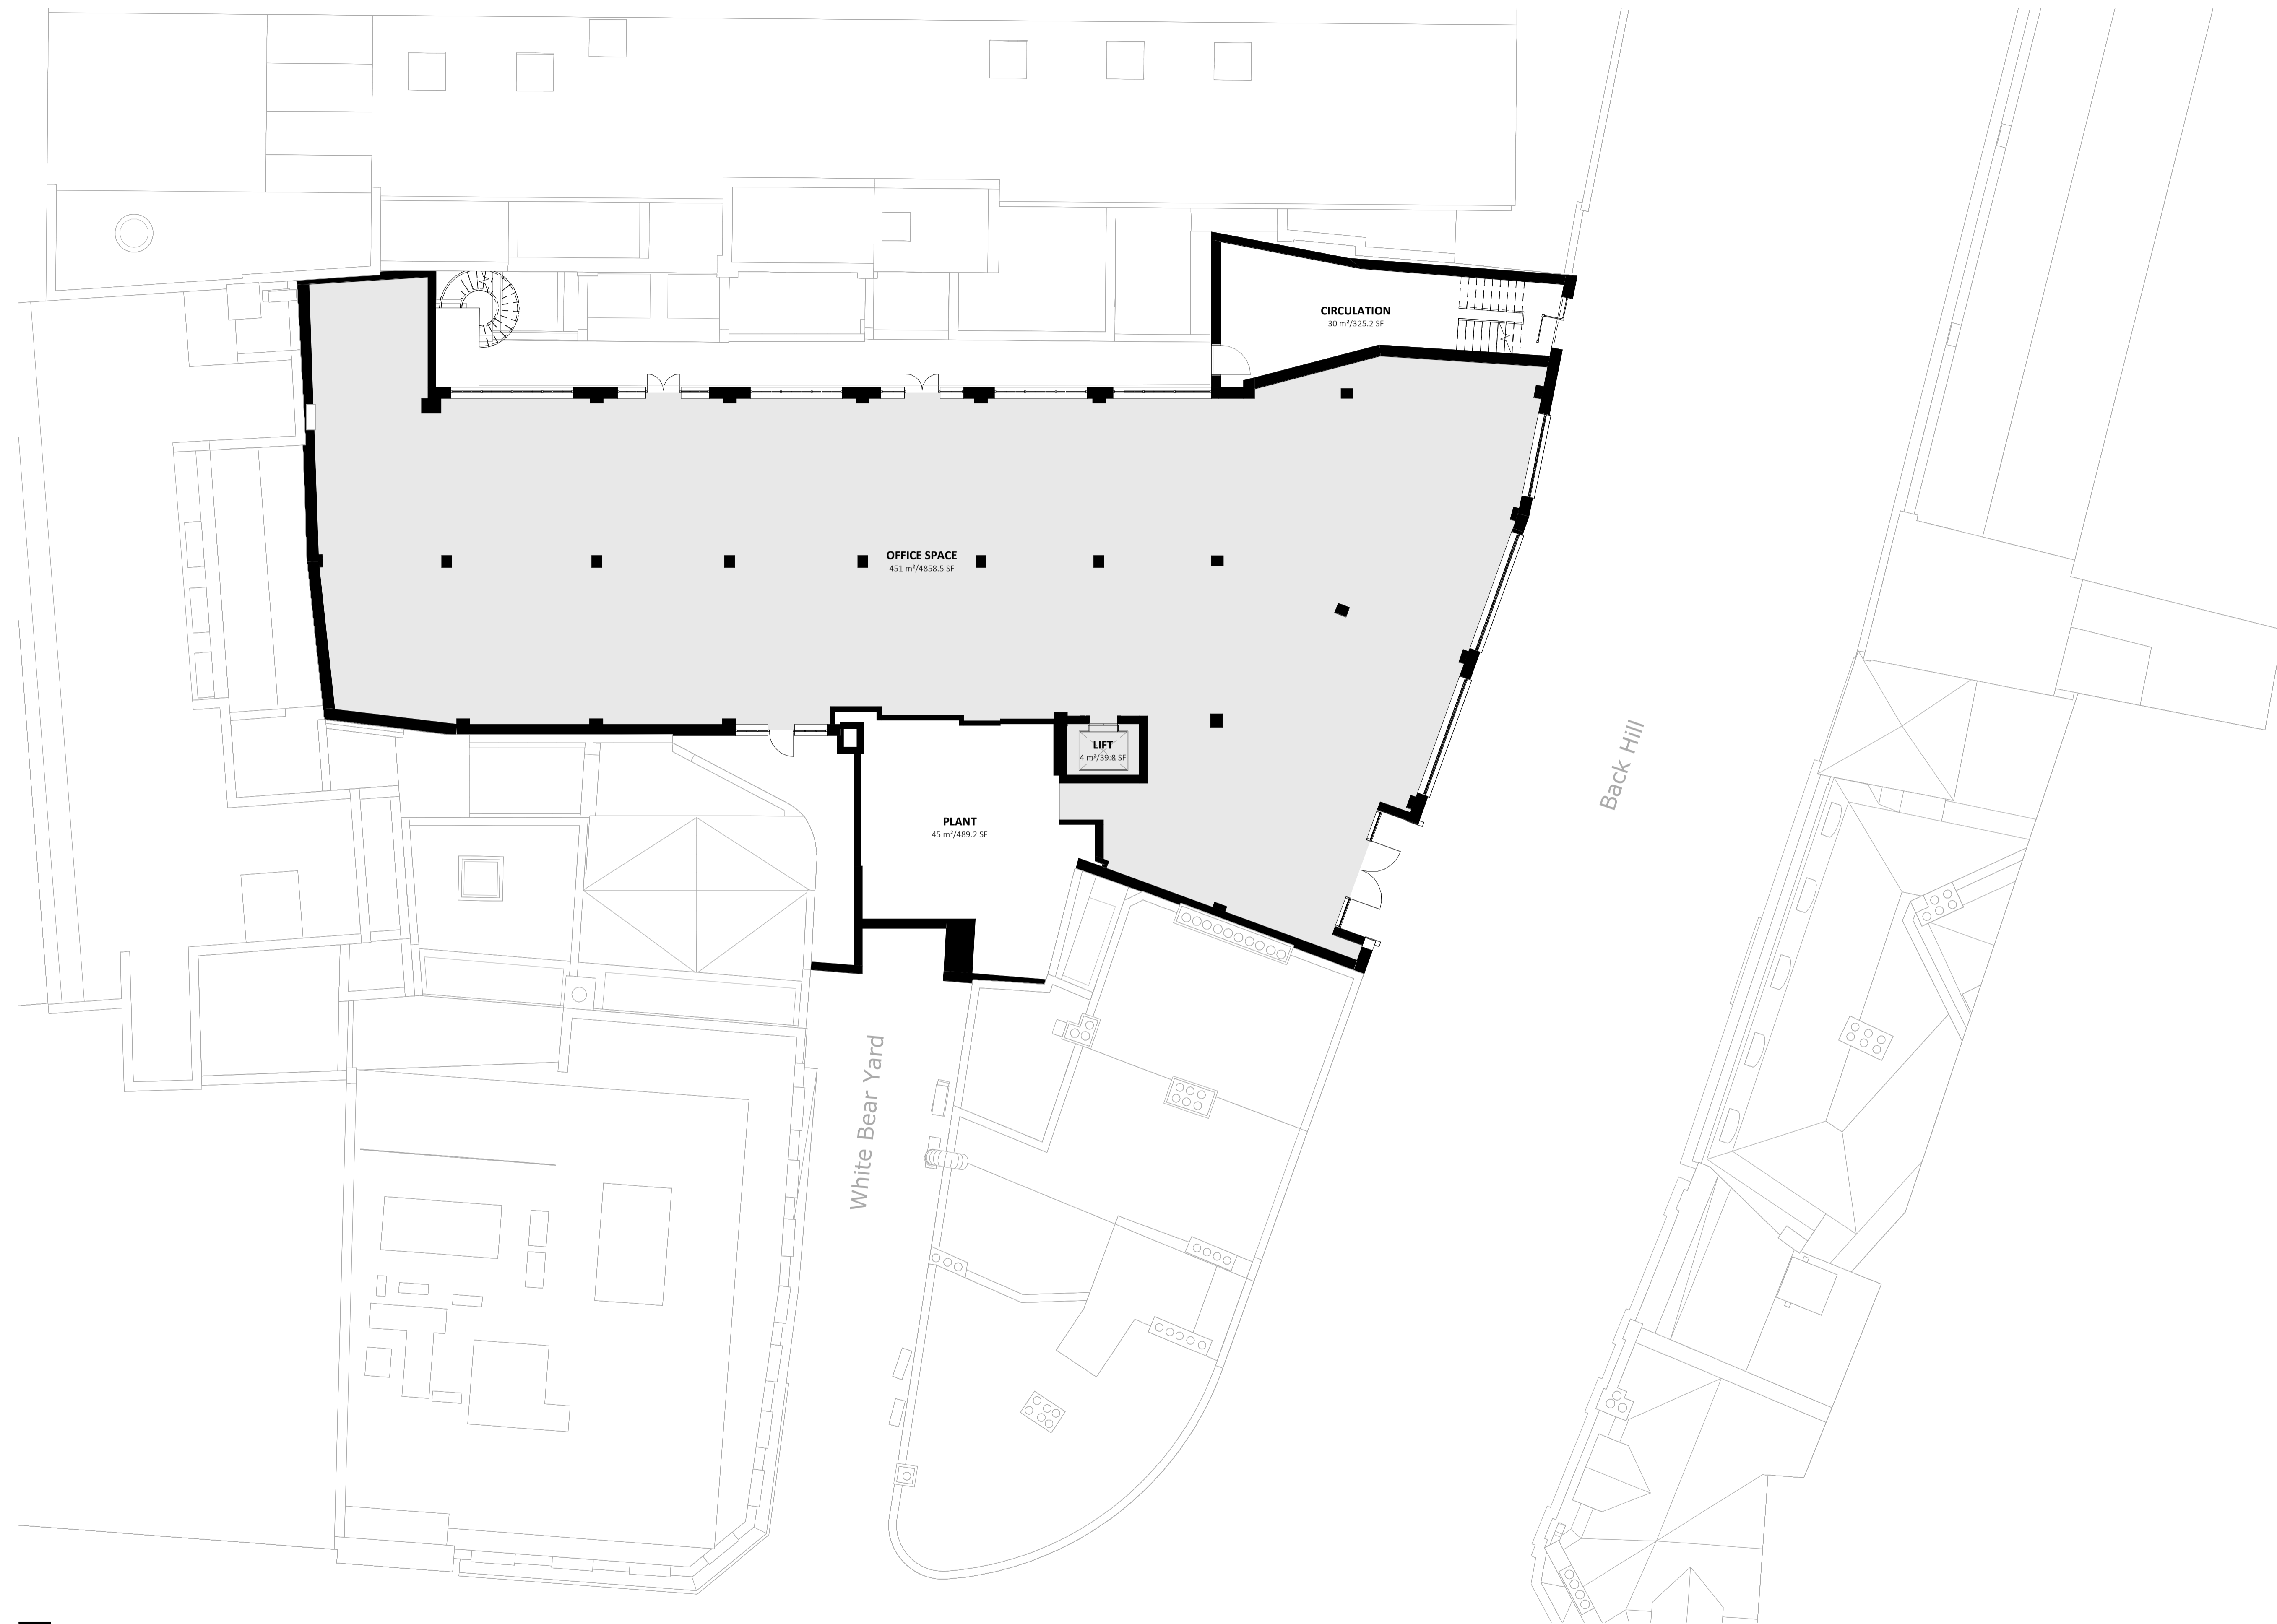 CIRCULATION
30 m²/325.2 SF
OFFICE SPACE
451 m²/4858.5 SF
LIFT
4 m²/39.8 SF
PLANT
45 m²/489.2 SF
Back Hill
White Bear Yard